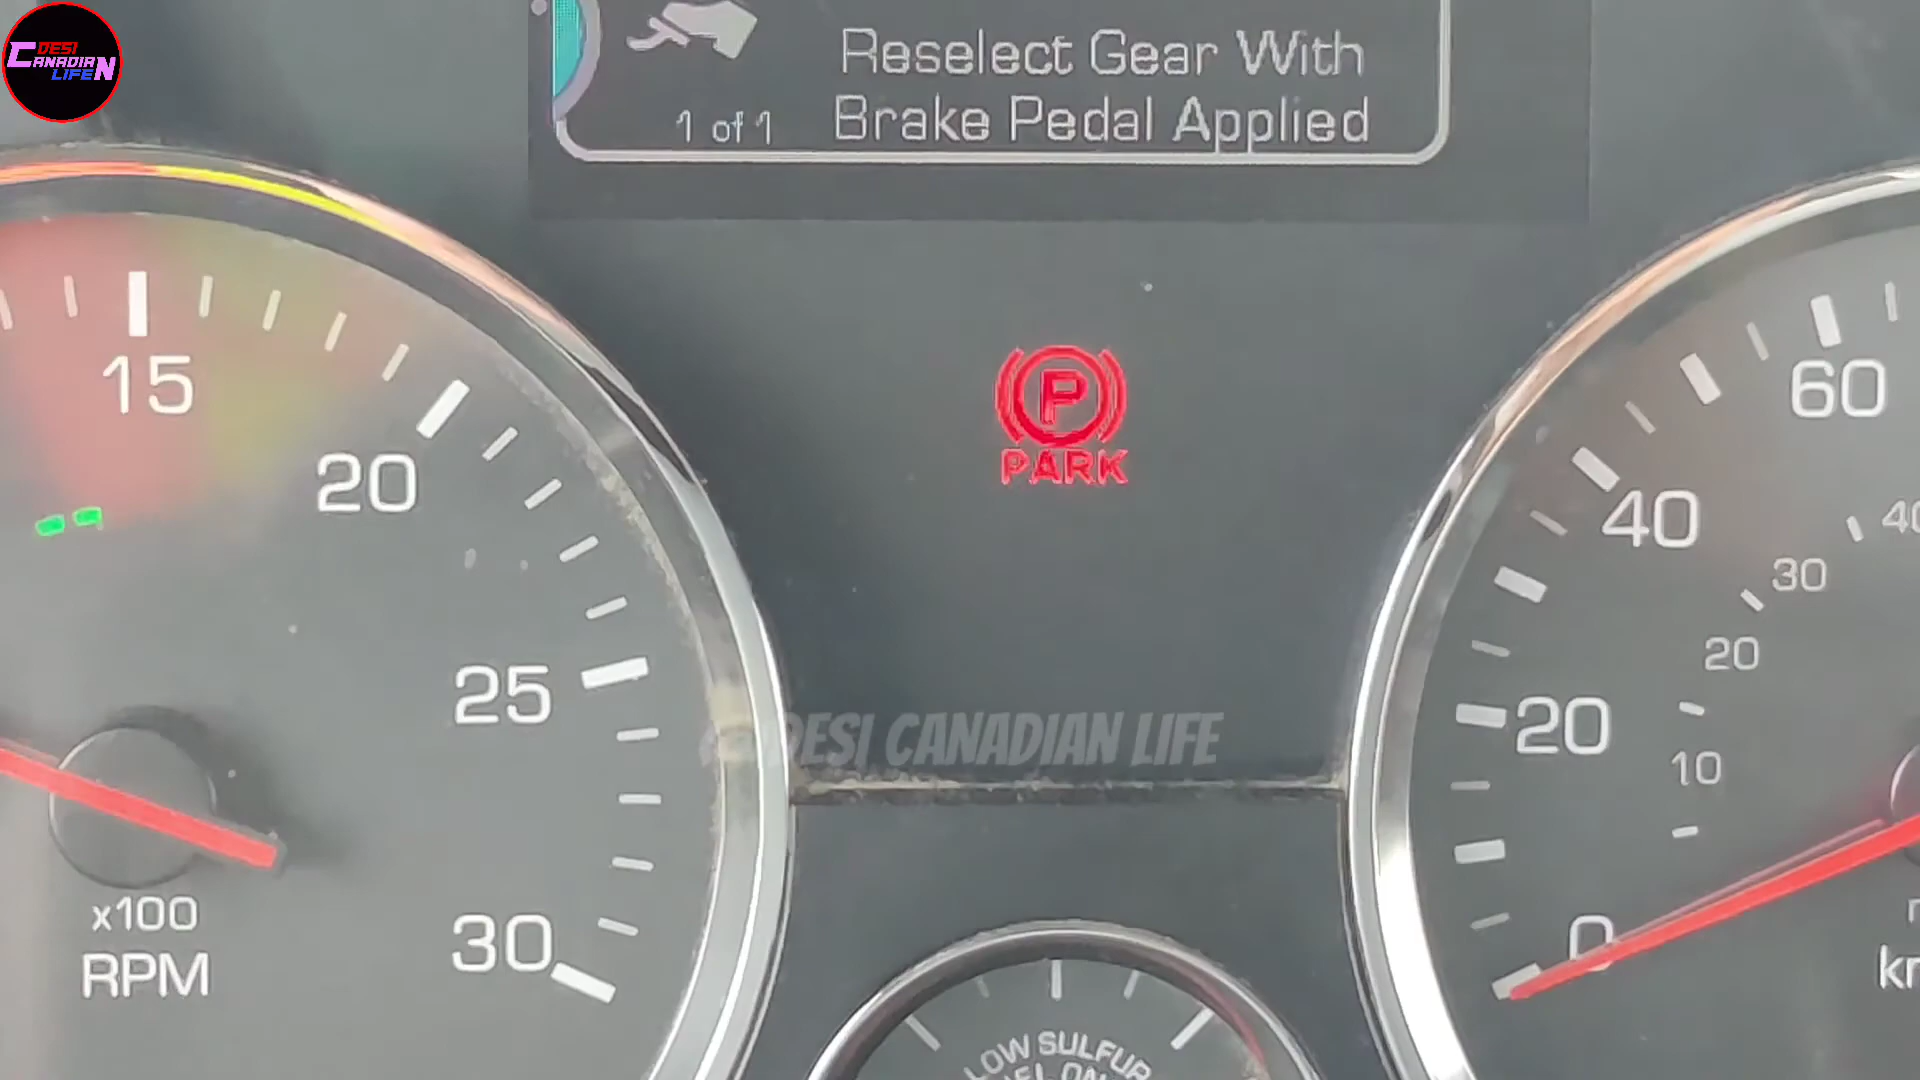 DESI
CANADIAN
LIFE
Reselect Gear With
Brake Pedal Applied
1 of 1
P
PARK
15
20
25
30
x100
RPM
60
40
20
0
40
30
20
10
DESI CANADIAN LIFE
LOW SULFUR